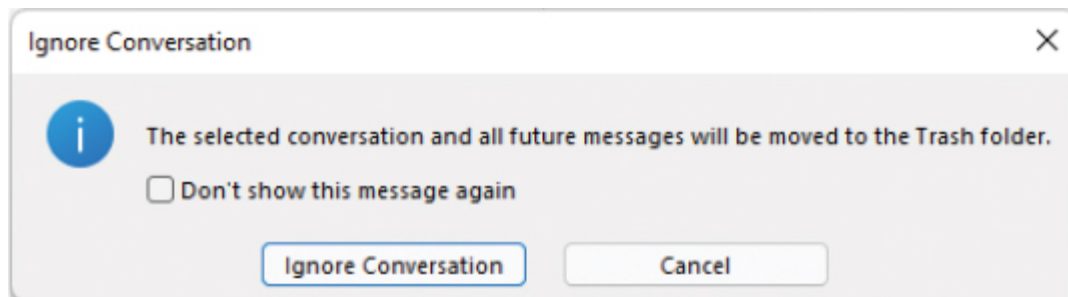 Ignore Conversation
The selected conversation and all future messages will be moved to the Trash folder.
Don't show this message again
Ignore Conversation Cancel